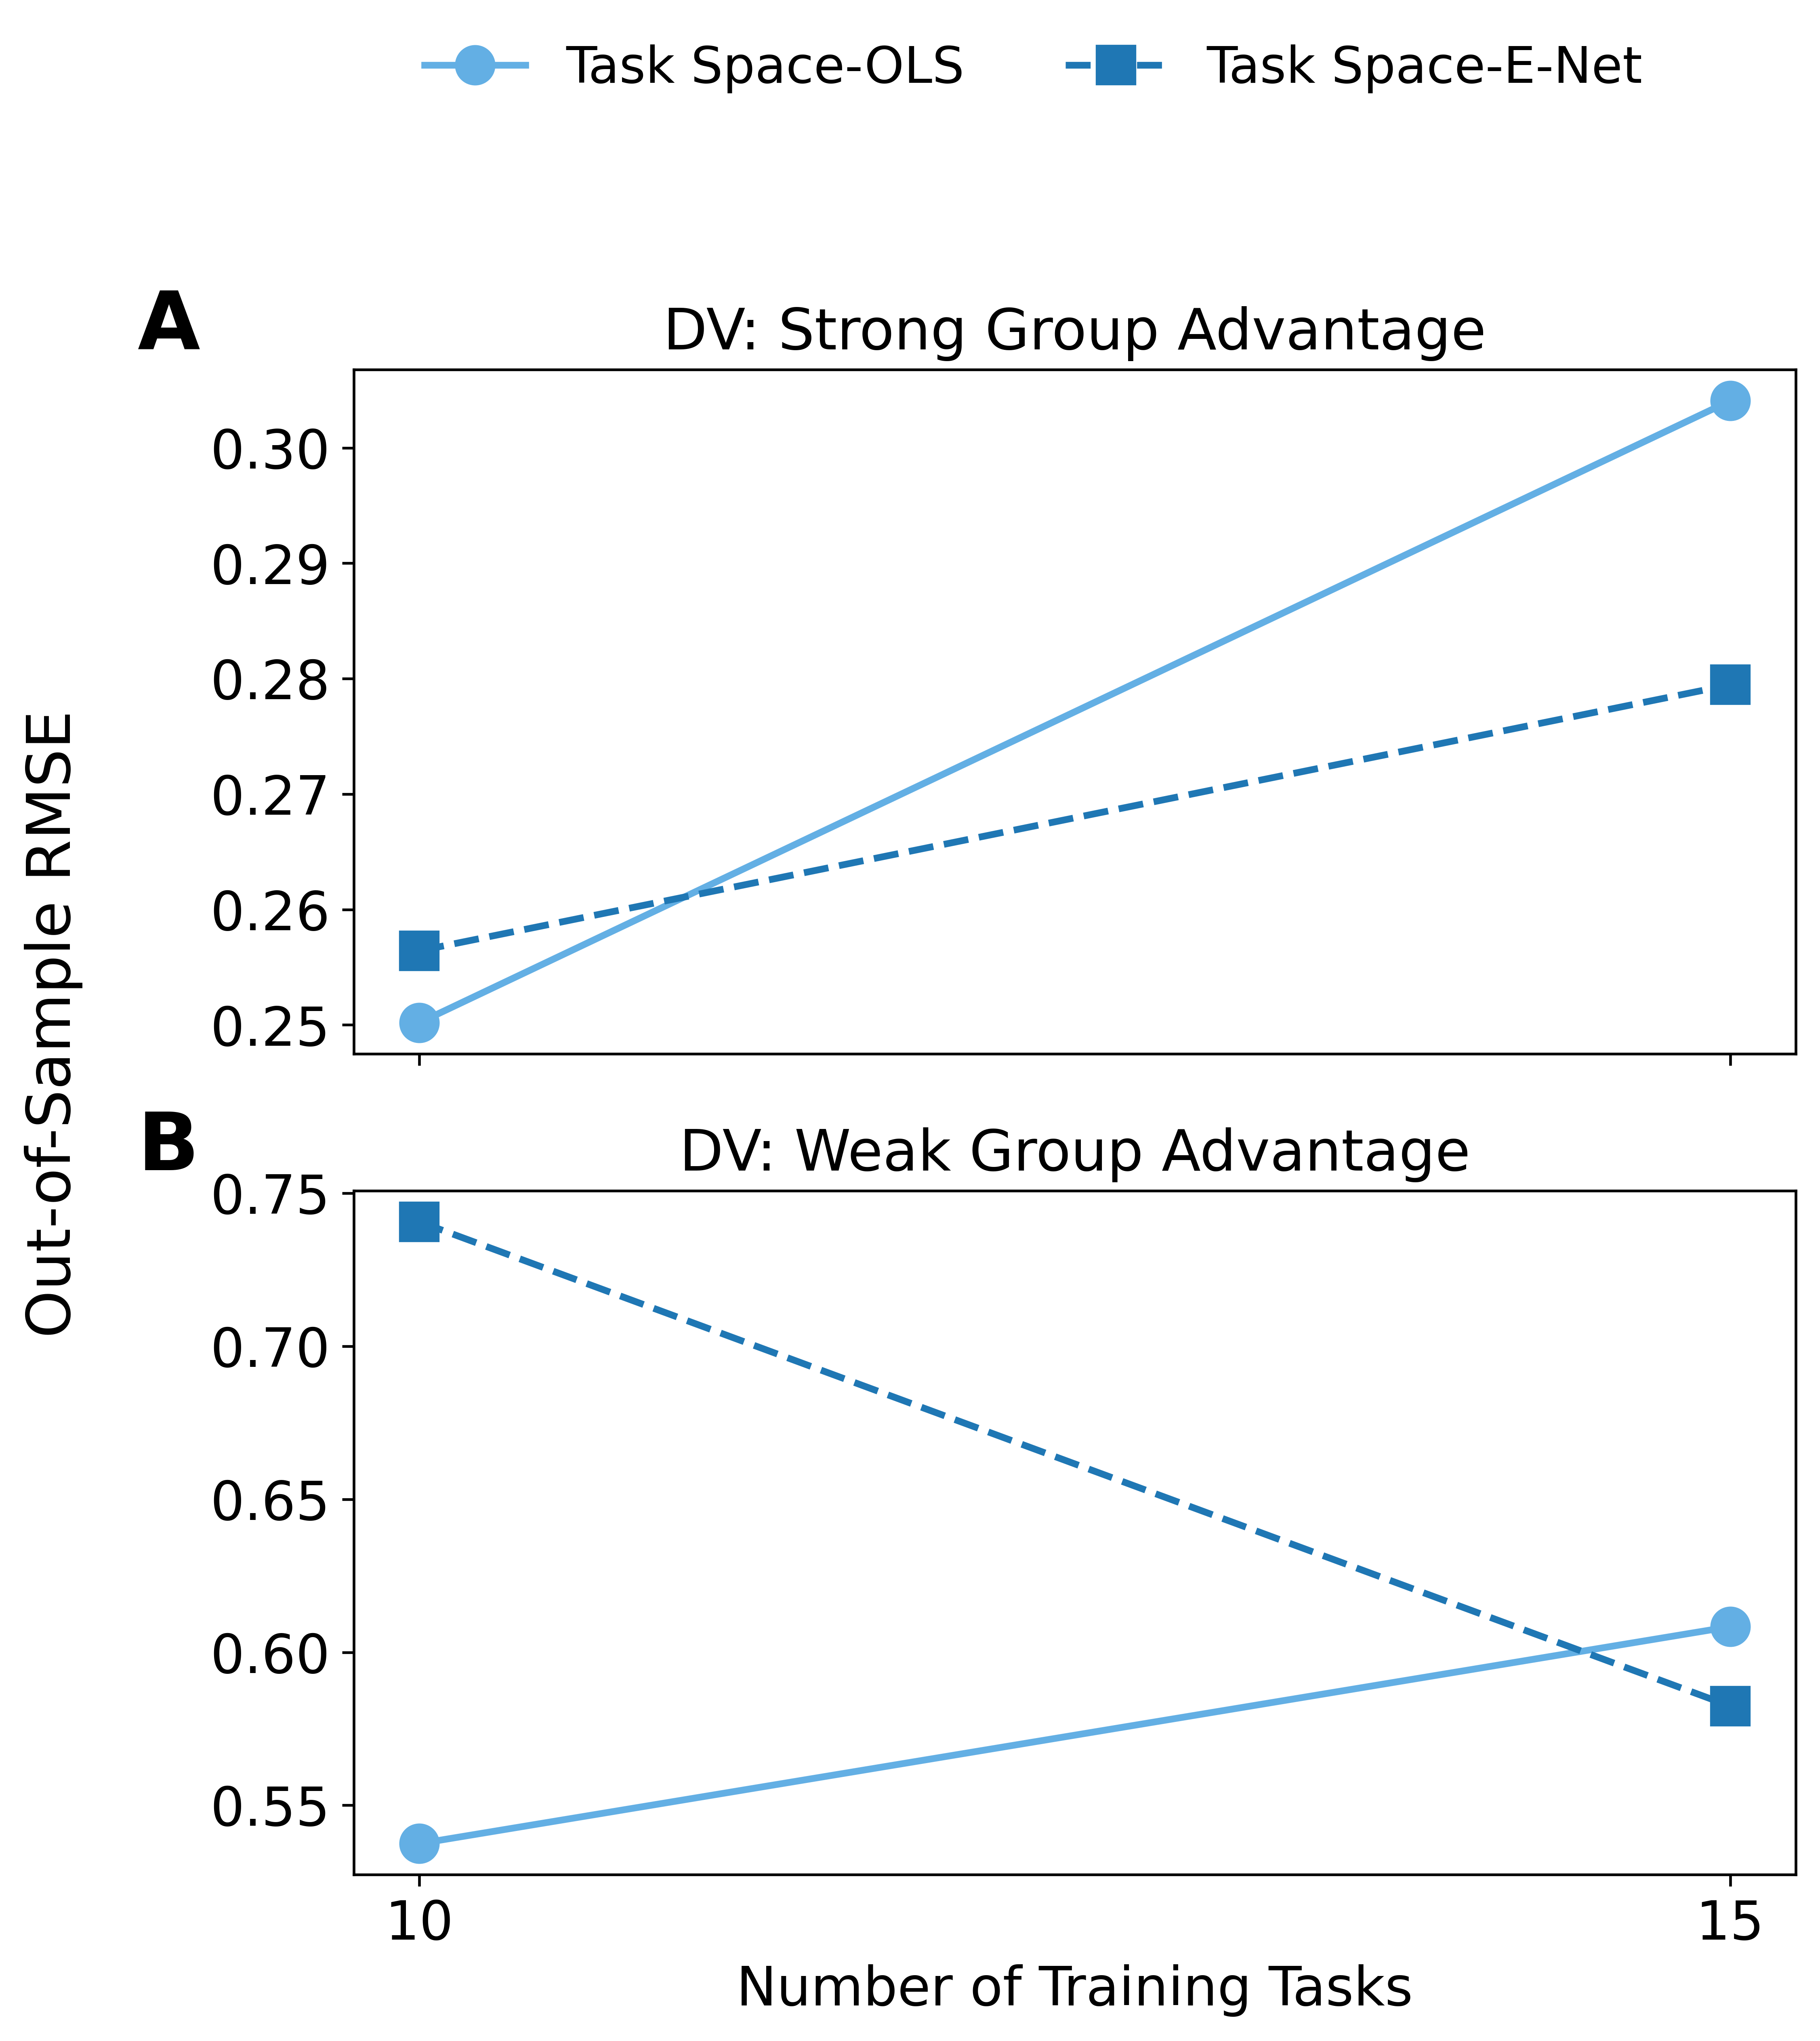 Task Space-OLS
Task Space-E-Net
A
DV: Strong Group Advantage
0.30
0.29
0.28
0.27
0.26
0.25
Out-of-Sample RMSE
B
DV: Weak Group Advantage
0.75
0.70
0.65
0.60
0.55
10
15
Number of Training Tasks